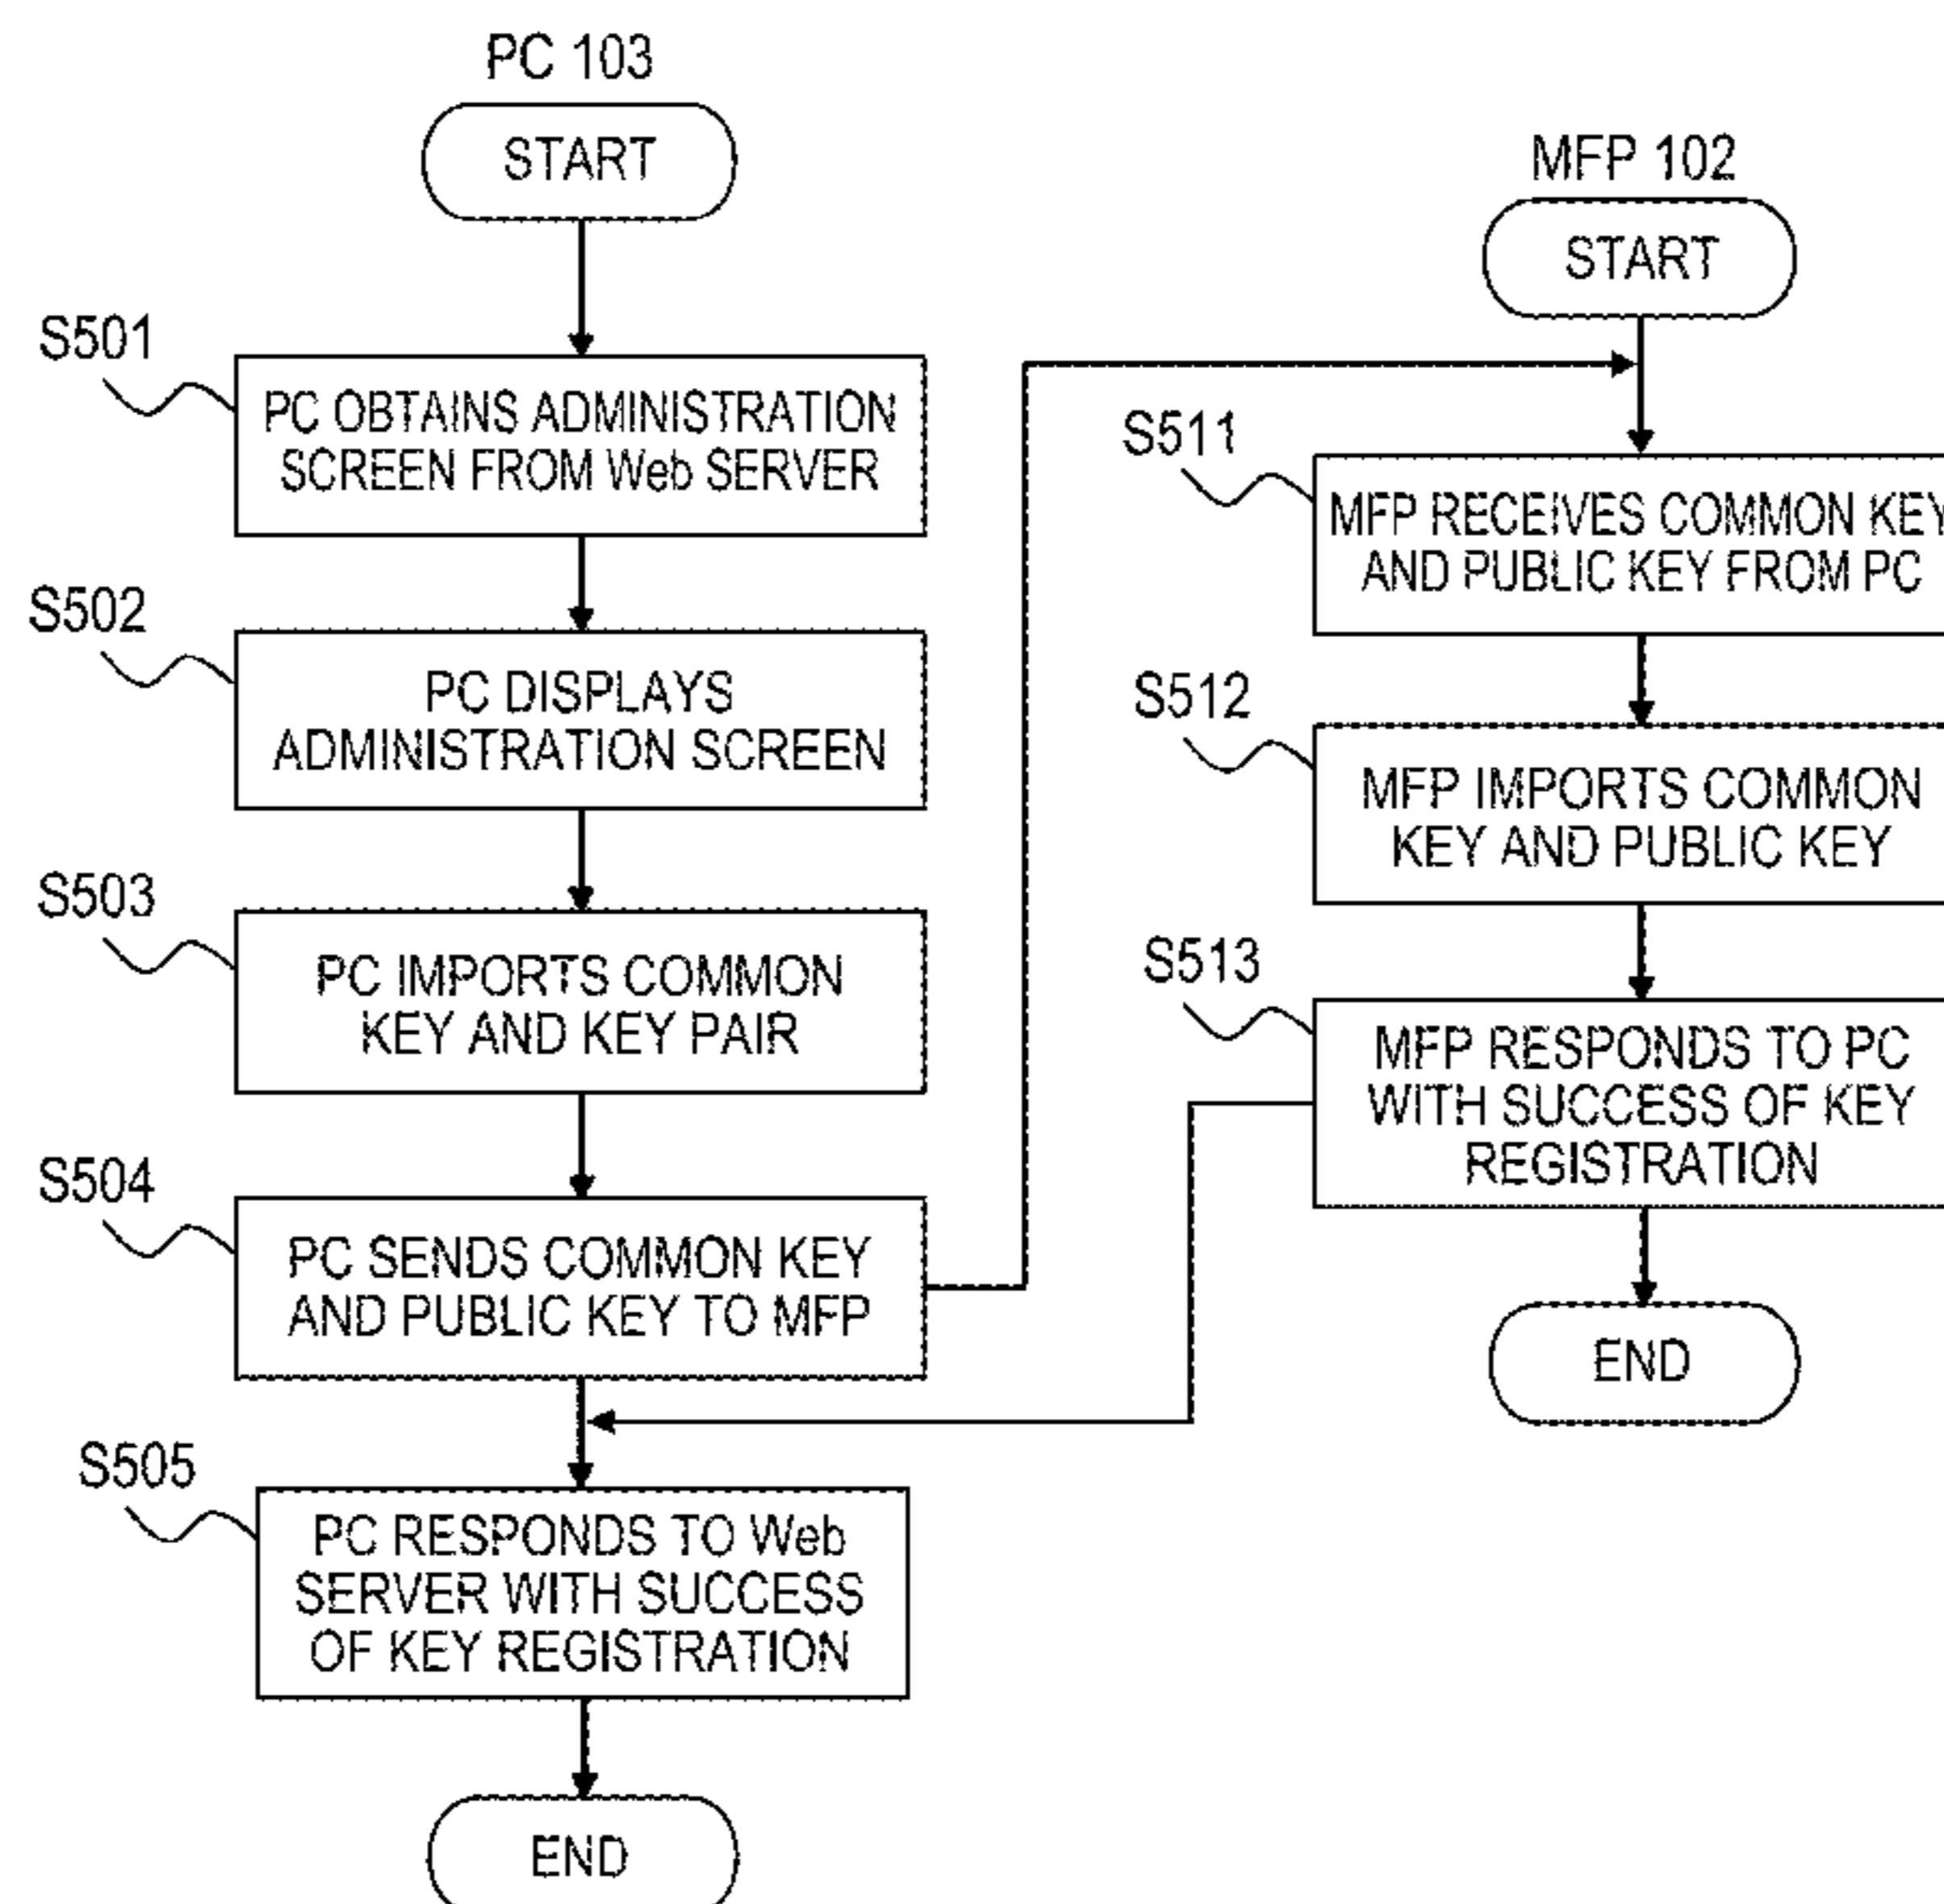 PC 103
START
S501
PC OBTAINS ADMINISTRATION
SCREEN FROM Web SERVER
S502
PC DISPLAYS
ADMINISTRATION SCREEN
S503
PC IMPORTS COMMON
KEY AND KEY PAIR
S504
PC SENDS COMMON KEY
AND PUBLIC KEY TO MFP
S505
PC RESPONDS TO Web
SERVER WITH SUCCESS
OF KEY REGISTRATION
END
MFP 102
START
S511
MFP RECEIVES COMMON KEY
AND PUBLIC KEY FROM PC
S512
MFP IMPORTS COMMON
KEY AND PUBLIC KEY
S513
MFP RESPONDS TO PC
WITH SUCCESS OF KEY
REGISTRATION
END